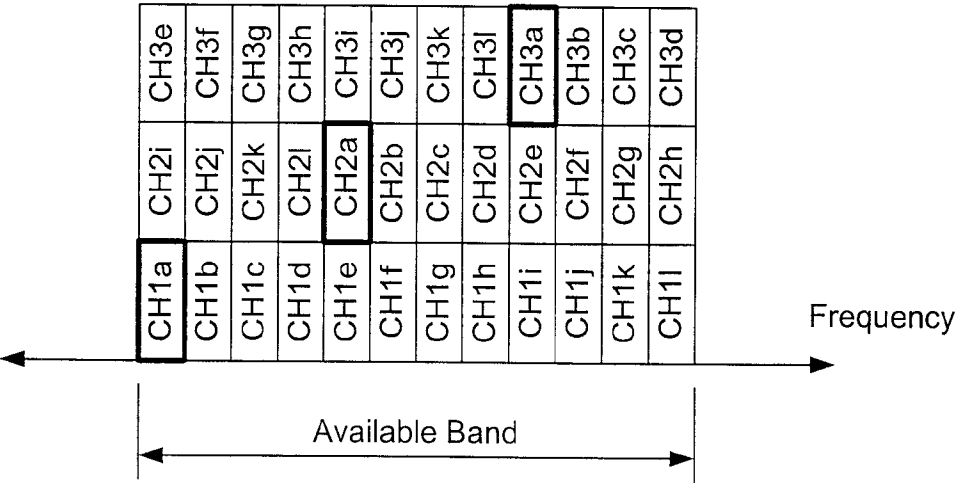 CH3e CH3f CH3g CH3h CH3i CH3j CH3k CH3l CH3a CH3b CH3c CH3d
CH2i CH2j CH2k CH2l CH2a CH2b CH2c CH2d CH2e CH2f CH2g CH2h
CH1a CH1b CH1c CH1d CH1e CH1f CH1g CH1h CH1i CH1j CH1k CH1l
Frequency
Available Band